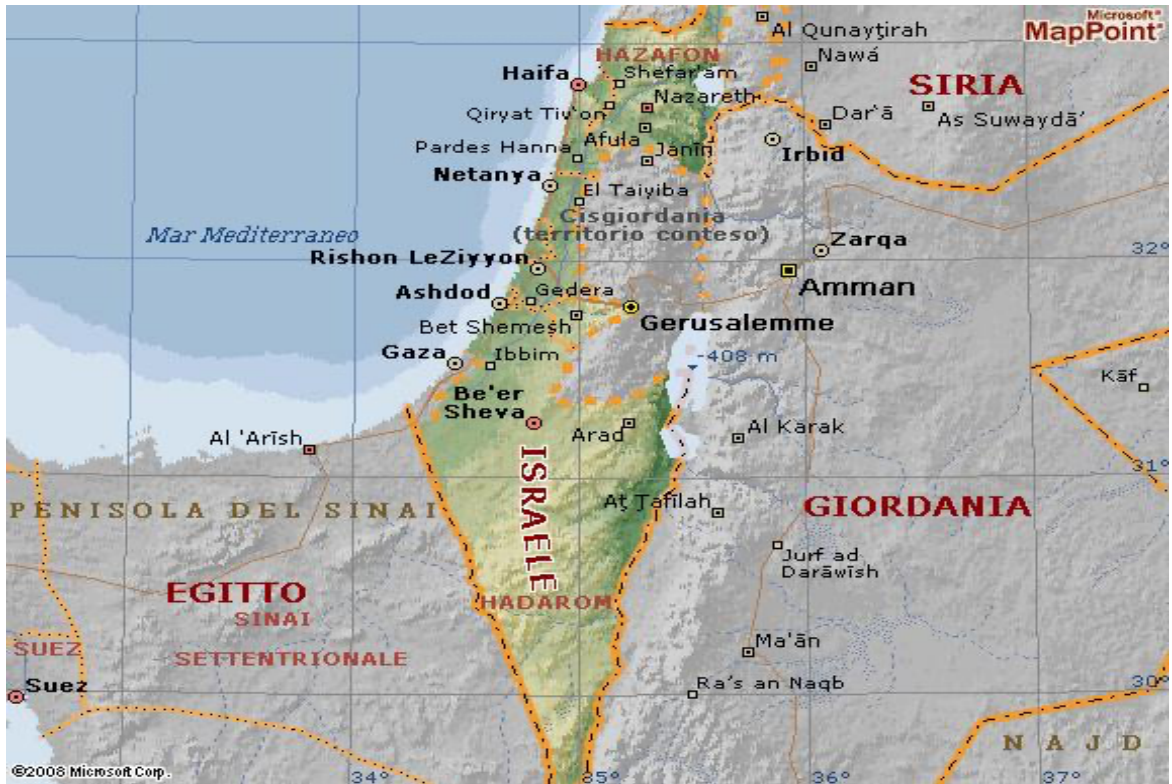 Microsoft®
MapPoint®
Al Qunayṭirah
HAZAFON
Nawá
Haifa
Shefar'am
SIRIA
Nazareth
Qiryat Tiv'on
Dar'ā
As Suwaydā'
Afula
Irbid
Pardes Hanna
Janīn
Netanya
El Taiyiba
Cisgiordania
(territorio conteso)
Mar Mediterraneo
Zarqa
Rishon LeZiyyon
32°
Amman
Ashdod
Gedera
Bet Shemesh
Gerusalemme
Gaza
Ibbim
-408 m
Kāf
Be'er
Sheva
Arad
Al Karak
Al 'Arīsh
31°
ISRAELE
PENISOLA DEL SINAI
Aṭ Ṭafīlah
GIORDANIA
Jurf ad
Darāwīsh
EGITTO
HADAROM
SINAI
SETTENTRIONALE
SUEZ
Ma'ān
Suez
Ra's an Naqb
30°
NAJD
©2008 Microsoft Corp.
34°
35°
36°
37°